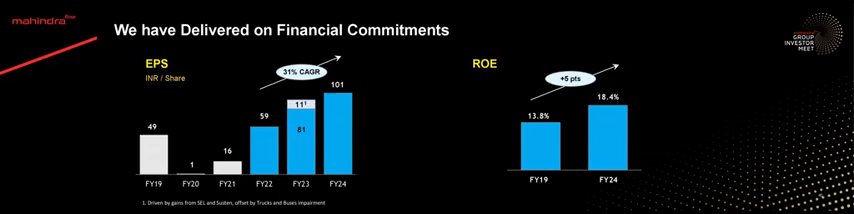 mahindra Rise
We have Delivered on Financial Commitments
mahindra
GROUP
INVESTOR
MEET
EPS
INR / Share
31% CAGR
49
1
16
59
11¹
81
101
FY19 FY20 FY21 FY22 FY23 FY24
ROE
+5 pts
13.8%
18.4%
FY19 FY24
1. Driven by gains from SEL and Susten, offset by Trucks and Buses impairment